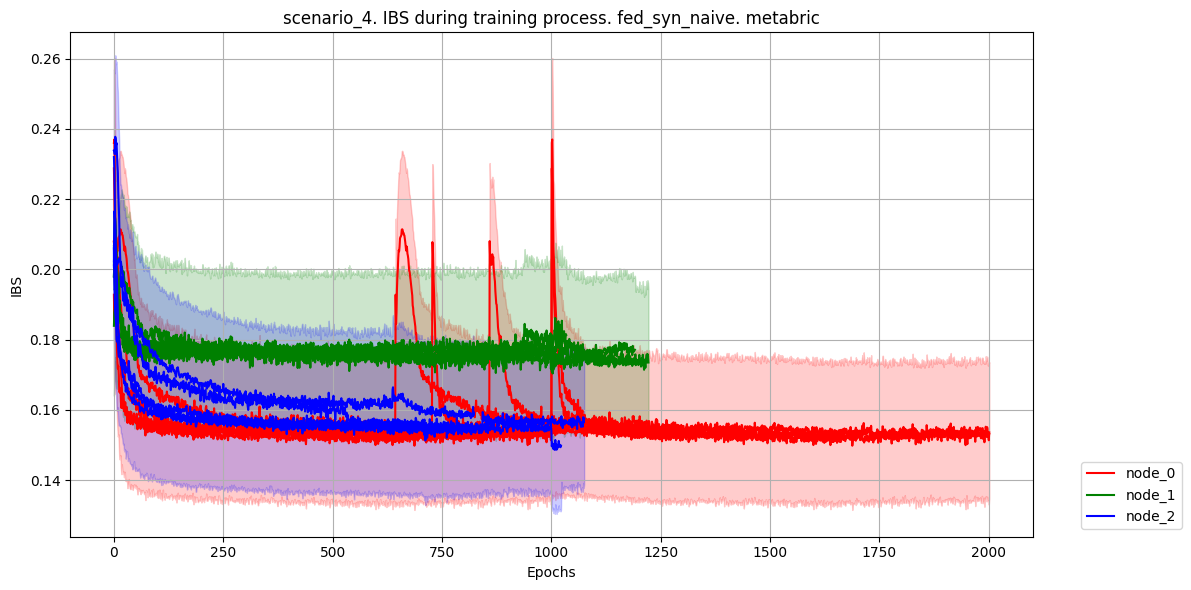 scenario_4. IBS during training process. fed_syn_naive. metabric
0.26
0.24
0.22
0.20
0.18
0.16
0.14
IBS
0 250 500 750 1000 1250 1500 1750 2000
Epochs
node_0
node_1
node_2